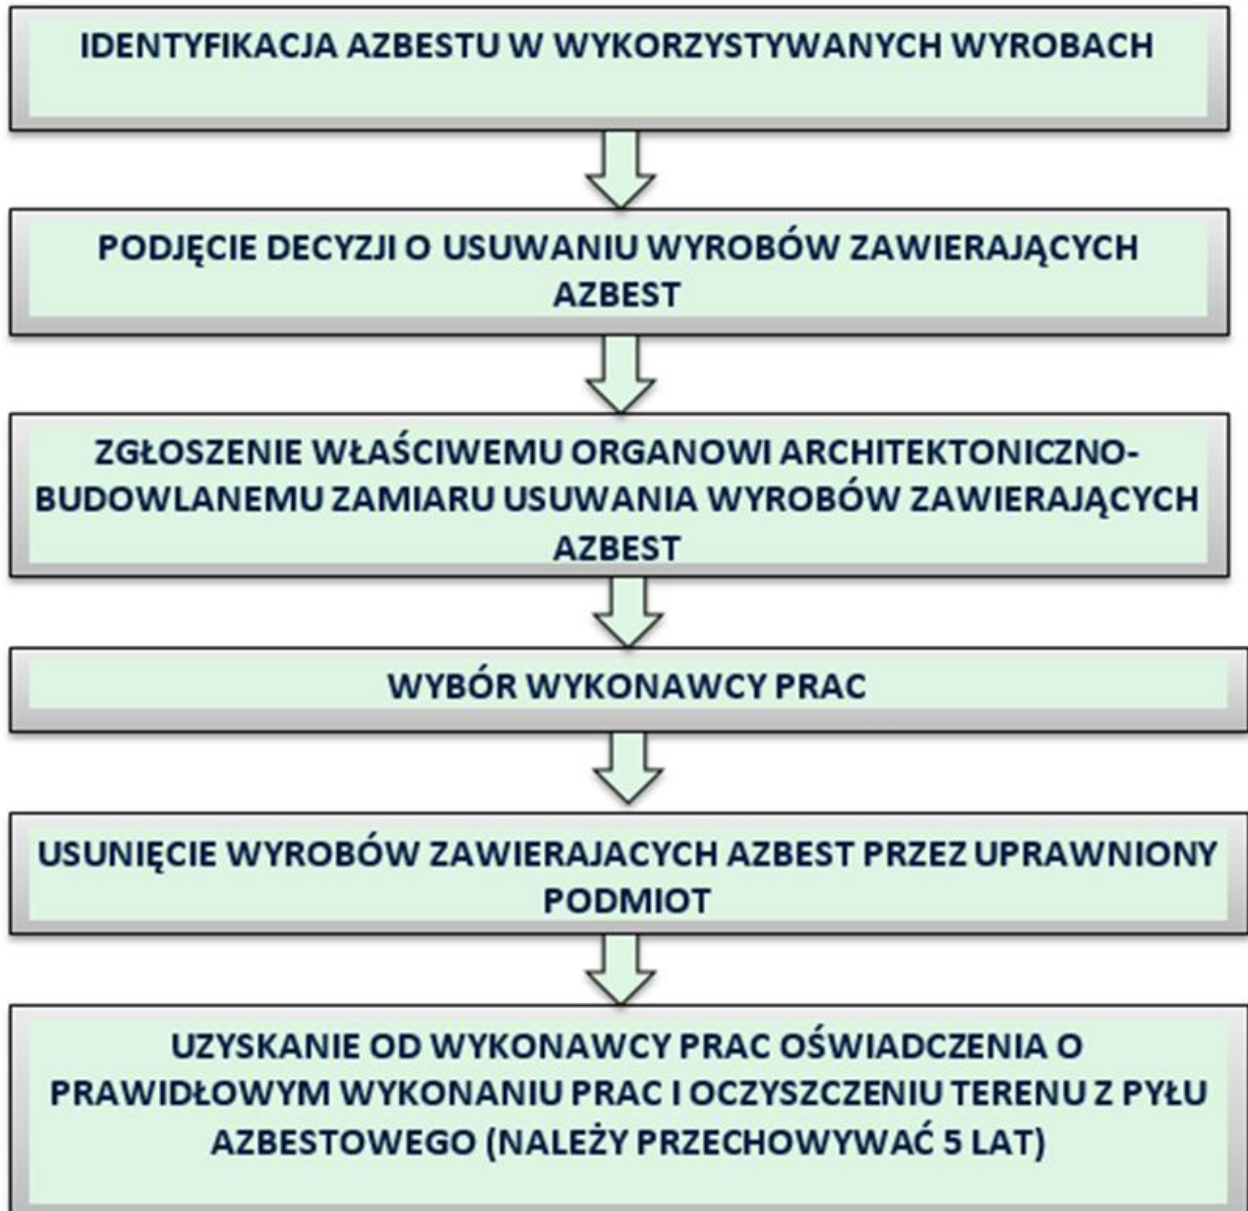 IDENTYFIKACJA AZBESTU W WYKORZYSTYWANYCH WYROBACH
PODJĘCIE DECYZJI O USUWANIU WYROBÓW ZAWIERAJĄCYCH
AZBEST
ZGŁOSZENIE WŁAŚCIWEMU ORGANOWI ARCHITEKTONICZNO-
BUDOWLANEMU ZAMIARU USUWANIA WYROBÓW ZAWIERAJĄCYCH
AZBEST
WYBÓR WYKONAWCY PRAC
USUNIĘCIE WYROBÓW ZAWIERAJACYCH AZBEST PRZEZ UPRAWNIONY
PODMIOT
UZYSKANIE OD WYKONAWCY PRAC OŚWIADCZENIA O
PRAWIDŁOWYM WYKONANIU PRAC I OCZYSZCZENIU TERENU Z PYŁU
AZBESTOWEGO (NALEŻY PRZECHOWYWAĆ 5 LAT)